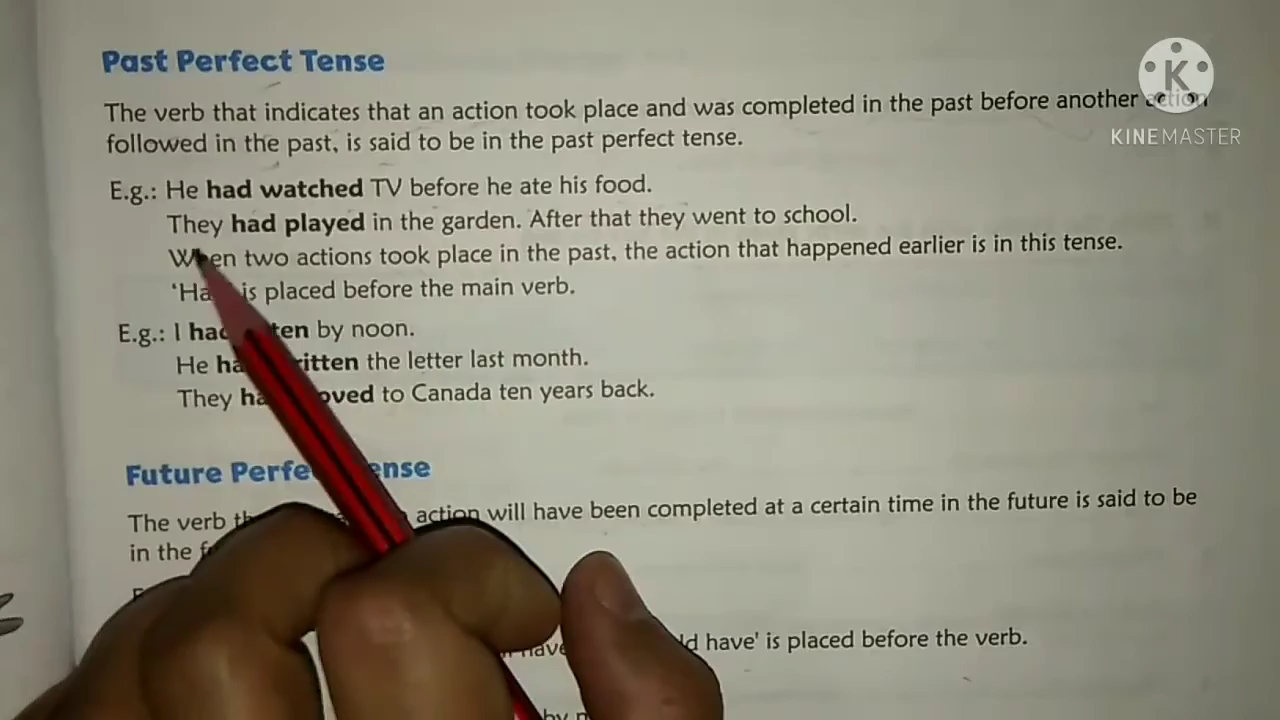 Past Perfect Tense
K
KINEMASTER
The verb that indicates that an action took place and was completed in the past before another action
followed in the past, is said to be in the past perfect tense.
E.g.: He had watched TV before he ate his food.
They had played in the garden. After that they went to school.
When two actions took place in the past, the action that happened earlier is in this tense.
is placed before the main verb.
E.g.: I by noon.
He the letter last month.
They to Canada ten years back.
Future Perfect Tense
The verb action will have been completed at a certain time in the future is said to be
in the
have' is placed before the verb.
by